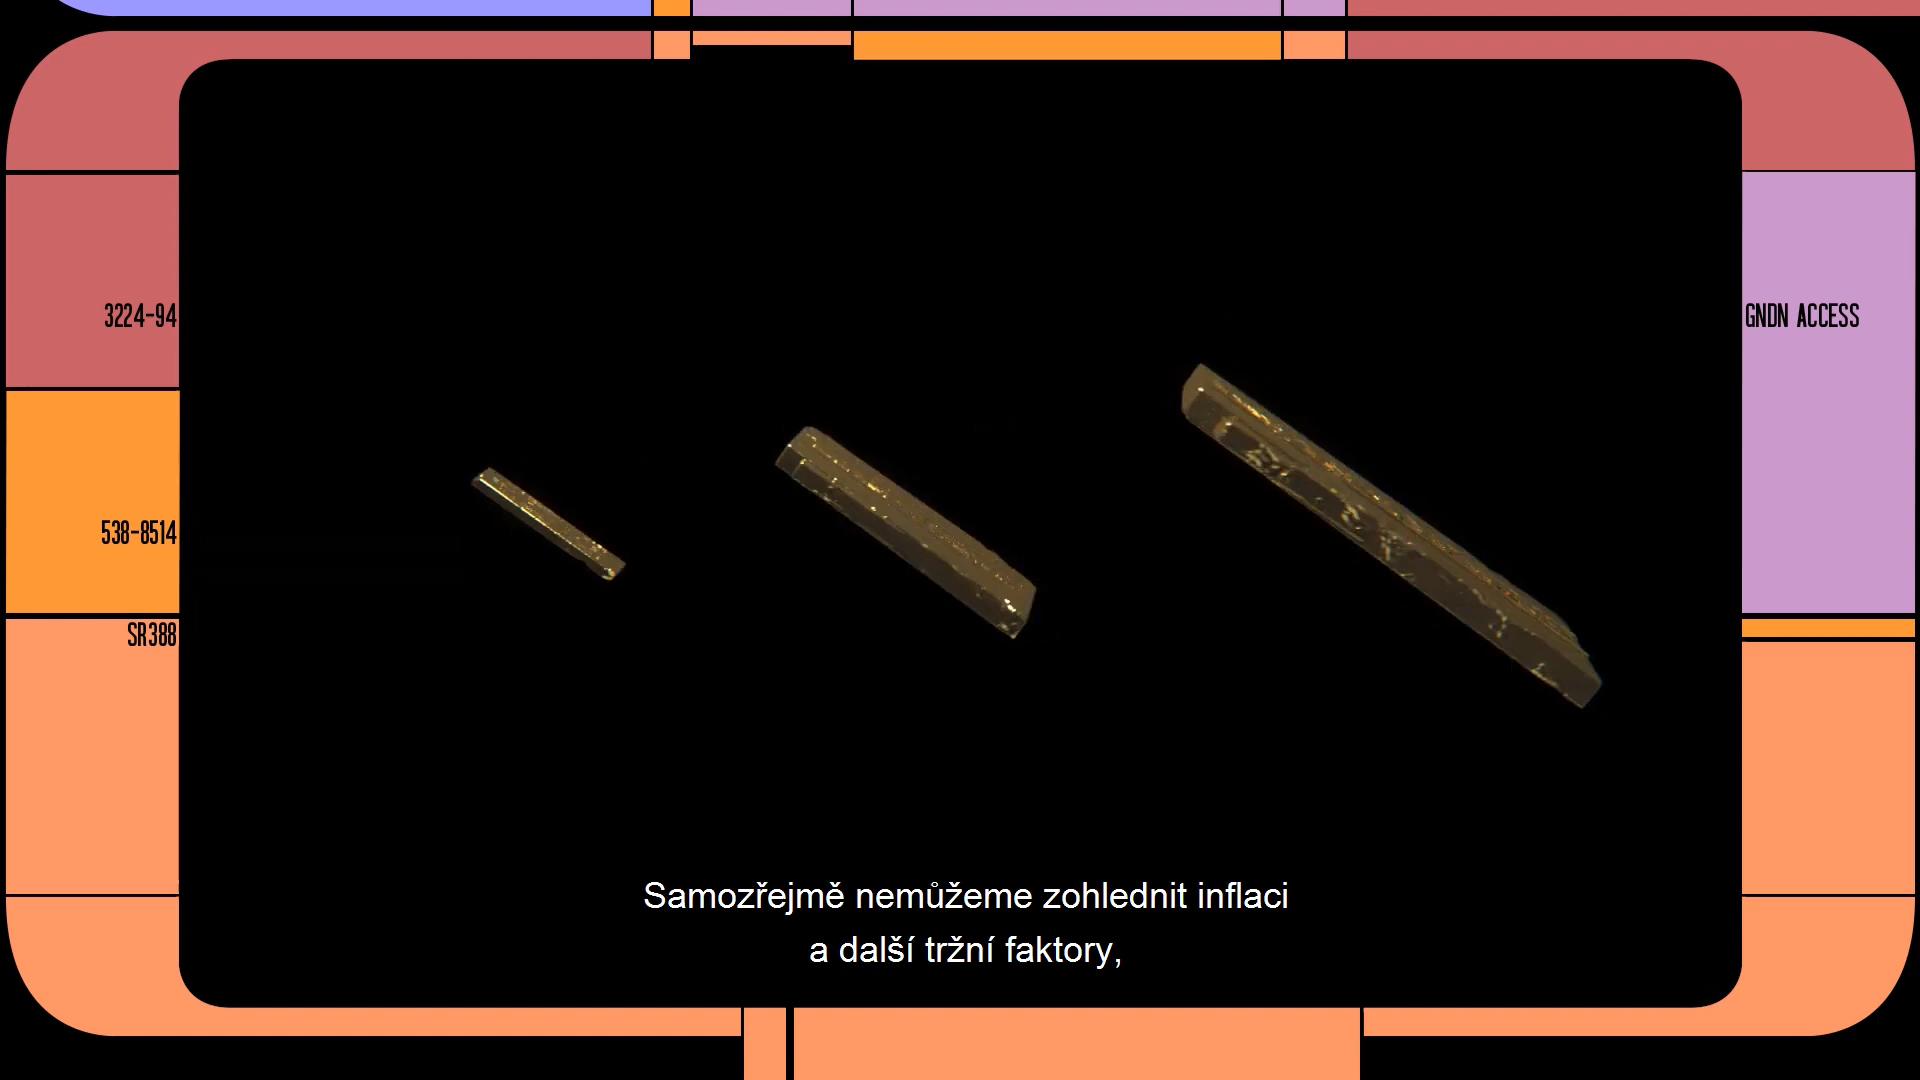 3224-94
GNDN ACCESS
538-8514
SR388
Samozřejmě nemůžeme zohlednit inflaci
a další tržní faktory,